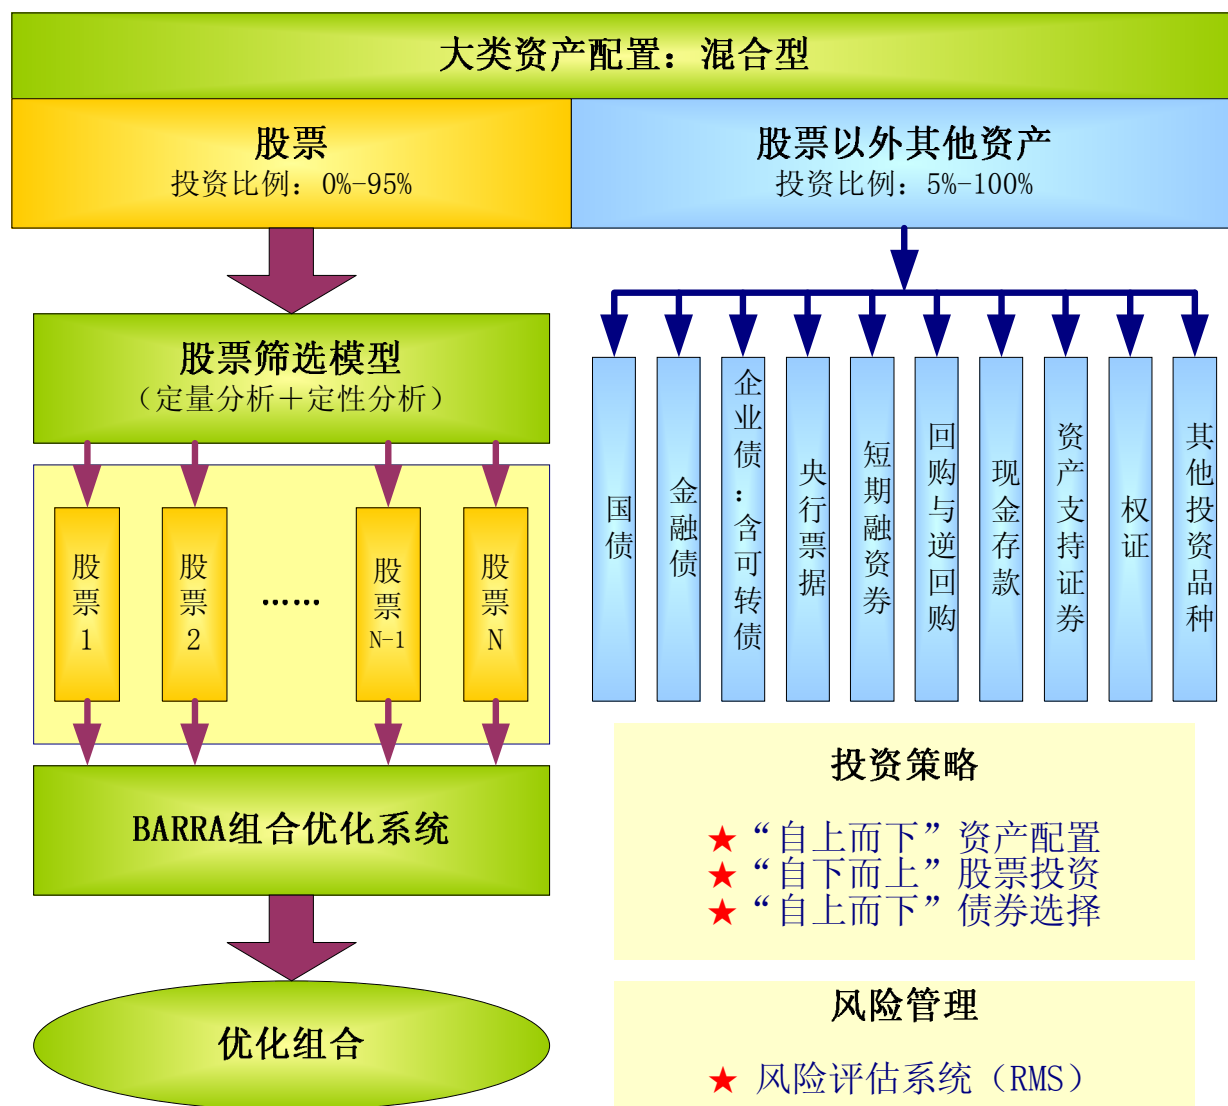 大类资产配置：混合型
股票
投资比例：0%-95%
股票以外其他资产
投资比例：5%-100%
股票筛选模型
（定量分析＋定性分析）
股票1
股票2
……
股票N-1
股票N
BARRA组合优化系统
优化组合
国债
金融债
企业债：含可转债
央行票据
短期融资券
回购与逆回购
现金存款
资产支持证券
权证
其他投资品种
投资策略
★“自上而下”资产配置
★“自下而上”股票投资
★“自上而下”债券选择
风险管理
★ 风险评估系统（RMS）